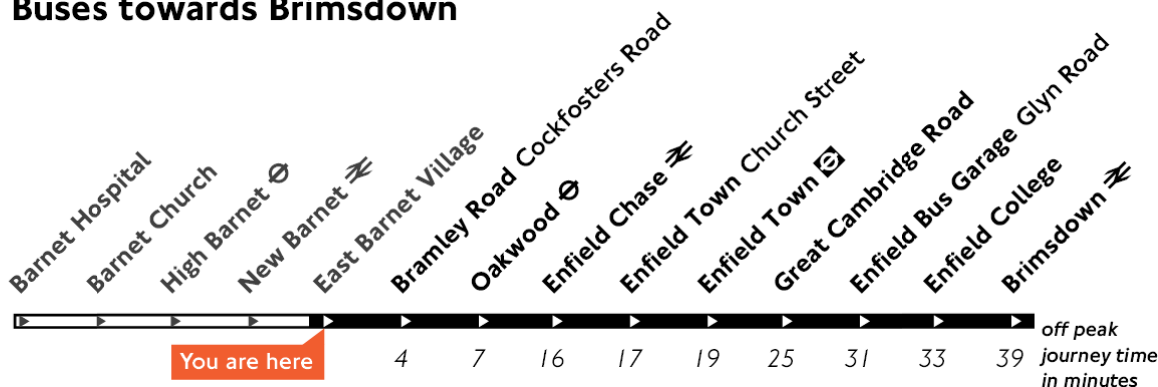 Buses towards Brimsdown
Barnet Hospital
Barnet Church
High Barnet
New Barnet
East Barnet Village
Bramley Road Cockfosters Road
Oakwood
Enfield Chase
Enfield Town Church Street
Enfield Town
Great Cambridge Road
Enfield Bus Garage Glyn Road
Enfield College
Brimsdown
You are here
4 7 16 17 19 25 31 33 39
off peak
journey time
in minutes